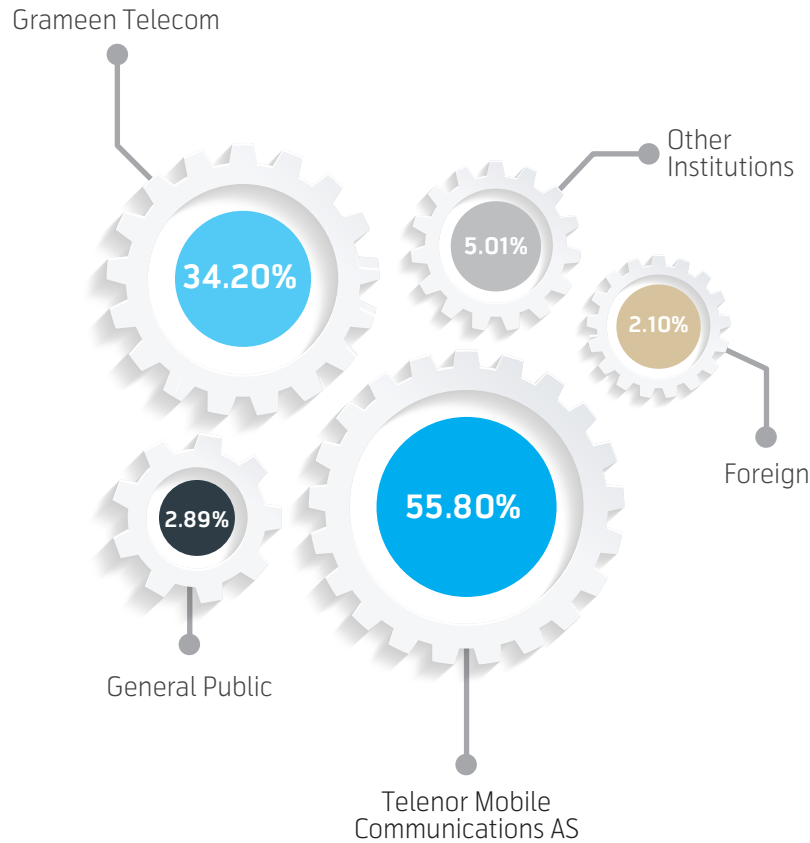 Grameen Telecom
Other
Institutions
5.01%
34.20%
2.10%
Foreign
55.80%
2.89%
General Public
Telenor Mobile
Communications AS